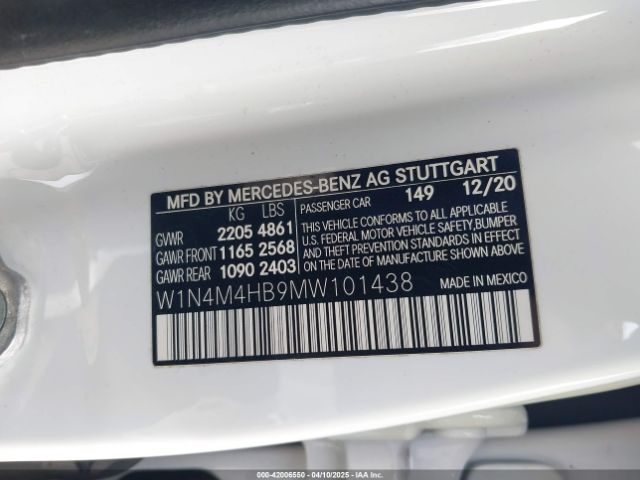 MFD BY MERCEDES-BENZ AG STUTTGART
KG LBS PASSENGER CAR 149 12/20
GVWR 2205 4861
GAWR FRONT 1165 2568
GAWR REAR 1090 2403
THIS VEHICLE CONFORMS TO ALL APPLICABLE
U.S. FEDERAL MOTOR VEHICLE SAFETY,BUMPER
AND THEFT PREVENTION STANDARDS IN EFFECT
ON THE DATE OF MANUFACTURE SHOWN ABOVE.
W1N4M4HB9MW101438 MADE IN MEXICO
000-42006550 - 04/10/2025 - IAAI.COM